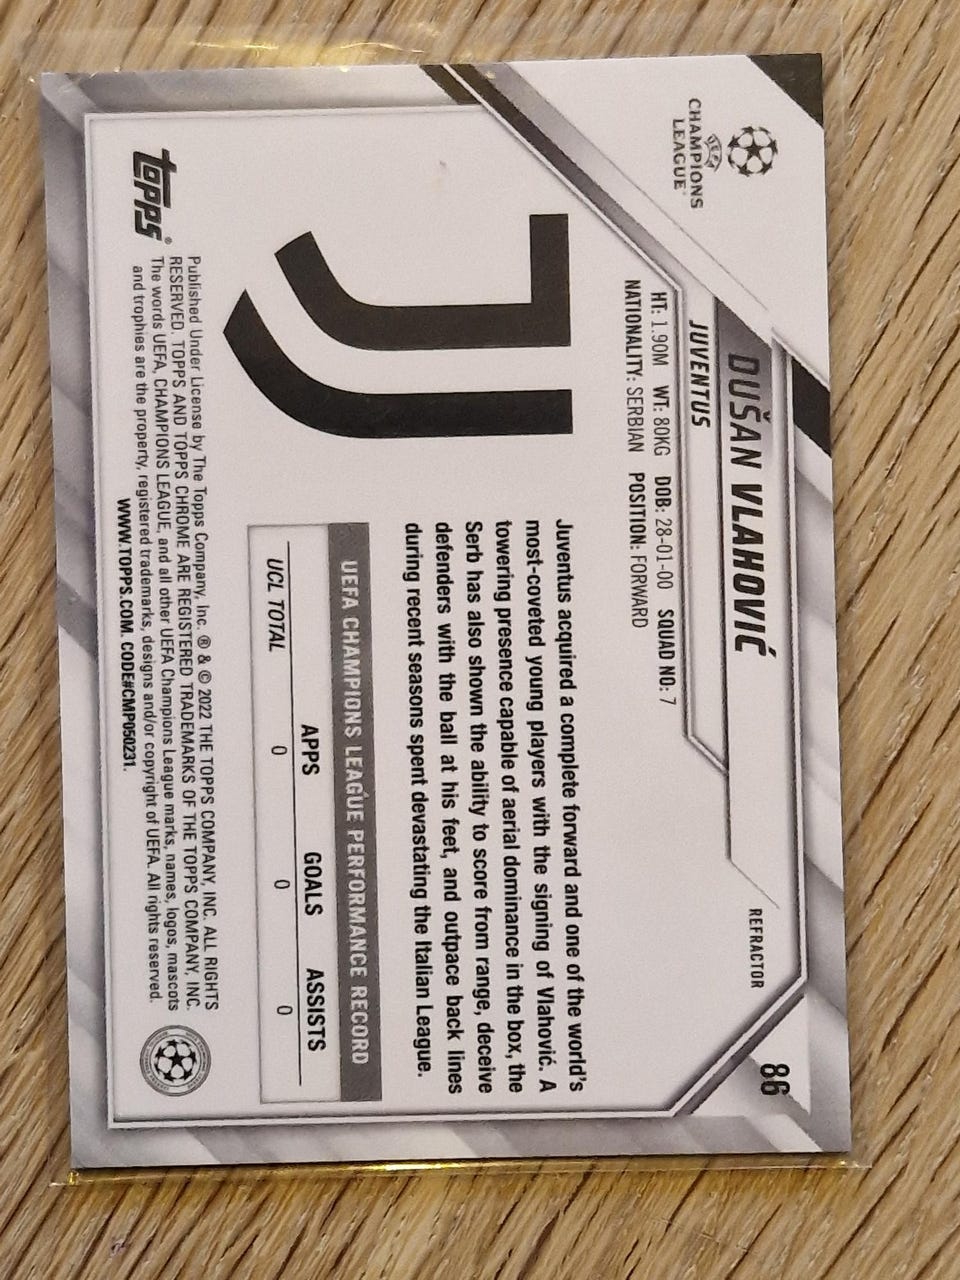 UEFA
CHAMPIONS
LEAGUE
DUŠAN VLAHOVIĆ
REFRACTOR
86
JUVENTUS
HT: 1.90M WT: 80KG DOB: 28-01-00 SQUAD NO: 7
NATIONALITY: SERBIAN POSITION: FORWARD
Juventus acquired a complete forward and one of the world's
most-coveted young players with the signing of Vlahović. A
towering presence capable of aerial dominance in the box, the
Serb has also shown the ability to score from range, deceive
defenders with the ball at his feet, and outpace back lines
during recent seasons spent devastating the Italian League.
UEFA CHAMPIONS LEAGUE PERFORMANCE RECORD
APPS GOALS ASSISTS
UCL TOTAL 0 0 0
topps®
Published Under License by The Topps Company, Inc. ® & © 2022 THE TOPPS COMPANY, INC. ALL RIGHTS
RESERVED. TOPPS AND TOPPS CHROME ARE REGISTERED TRADEMARKS OF THE TOPPS COMPANY, INC.
The words UEFA, CHAMPIONS LEAGUE, and all other UEFA Champions League marks, names, logos, mascots
and trophies are the property, registered trademarks, designs and/or copyright of UEFA. All rights reserved.
WWW.TOPPS.COM. CODE#CMP050231.